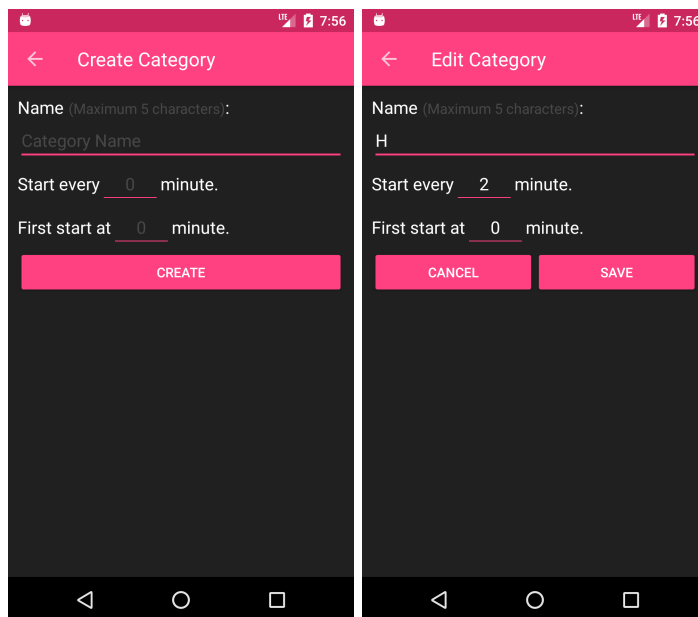 LTE 7:56
Create Category
Name (Maximum 5 characters):
Category Name
Start every 0 minute.
First start at 0 minute.
CREATE
LTE 7:56
Edit Category
Name (Maximum 5 characters):
H
Start every 2 minute.
First start at 0 minute.
CANCEL SAVE